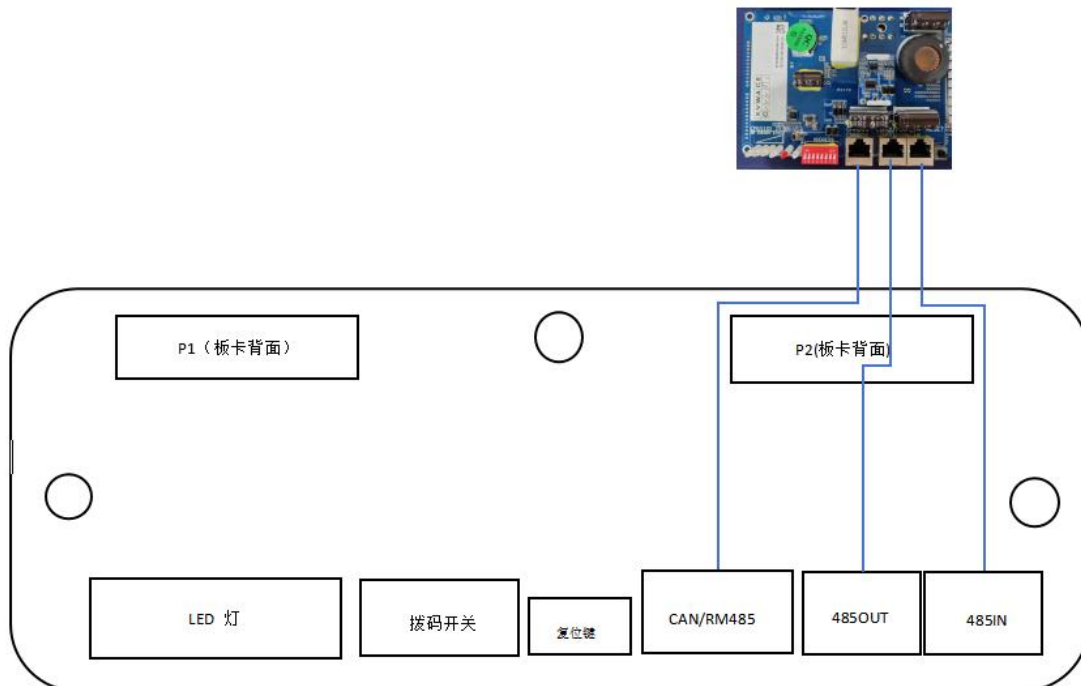 P1（板卡背面）
P2(板卡背面)
LED 灯
拨码开关
复位键
CAN/RM485
485OUT
485IN